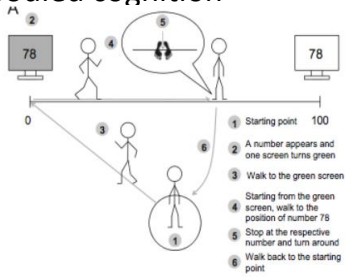 A
2
78
4
5
78
0
100
3
6
1
1 Starting point
2 A number appears and
one screen turns green
3 Walk to the green screen
4 Starting from the green
screen, walk to the
position of number 78
5 Stop at the respective
number and turn around
6 Walk back to the starting
point